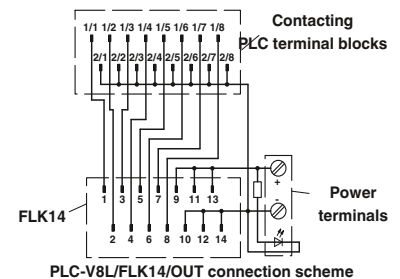 Contacting
PLC terminal blocks
1/1 1/2 1/3 1/4 1/5 1/6 1/7 1/8
2/1 2/2 2/3 2/4 2/5 2/6 2/7 2/8
1 3 5 7 9 11 13
+
-
FLK14
Power
terminals
2 4 6 8 10 12 14
PLC-V8L/FLK14/OUT connection scheme